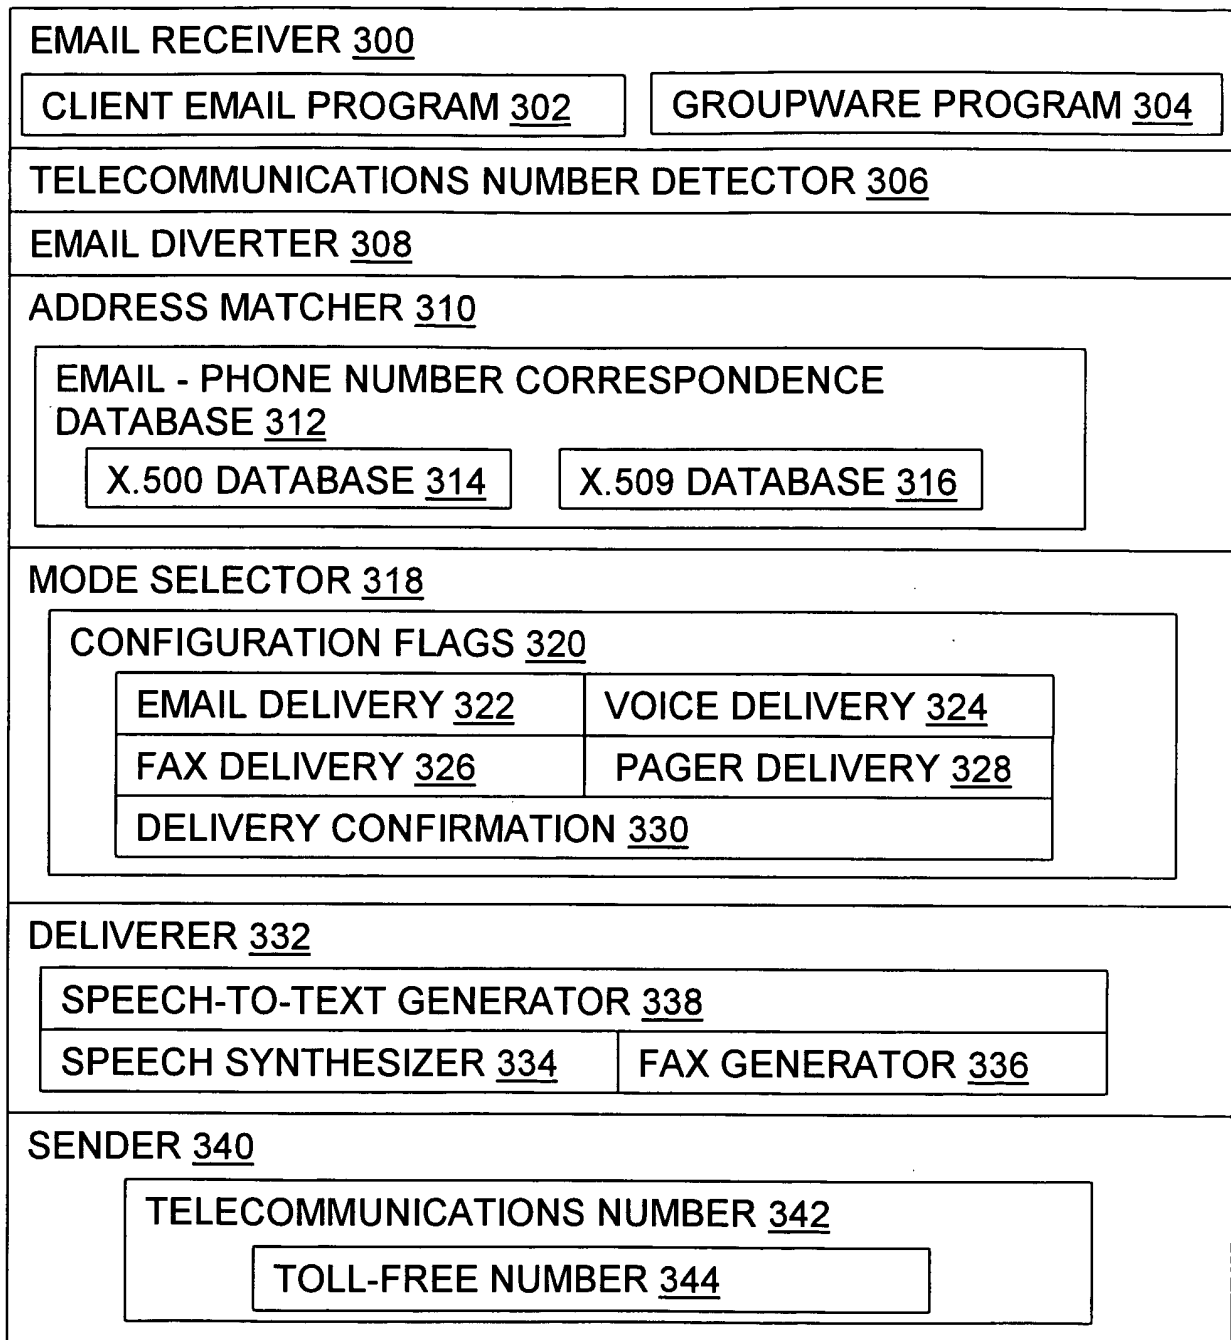 EMAIL RECEIVER 300
CLIENT EMAIL PROGRAM 302
GROUPWARE PROGRAM 304
TELECOMMUNICATIONS NUMBER DETECTOR 306
EMAIL DIVERTER 308
ADDRESS MATCHER 310
EMAIL - PHONE NUMBER CORRESPONDENCE
DATABASE 312
X.500 DATABASE 314
X.509 DATABASE 316
MODE SELECTOR 318
CONFIGURATION FLAGS 320
EMAIL DELIVERY 322
VOICE DELIVERY 324
FAX DELIVERY 326
PAGER DELIVERY 328
DELIVERY CONFIRMATION 330
DELIVERER 332
SPEECH-TO-TEXT GENERATOR 338
SPEECH SYNTHESIZER 334
FAX GENERATOR 336
SENDER 340
TELECOMMUNICATIONS NUMBER 342
TOLL-FREE NUMBER 344